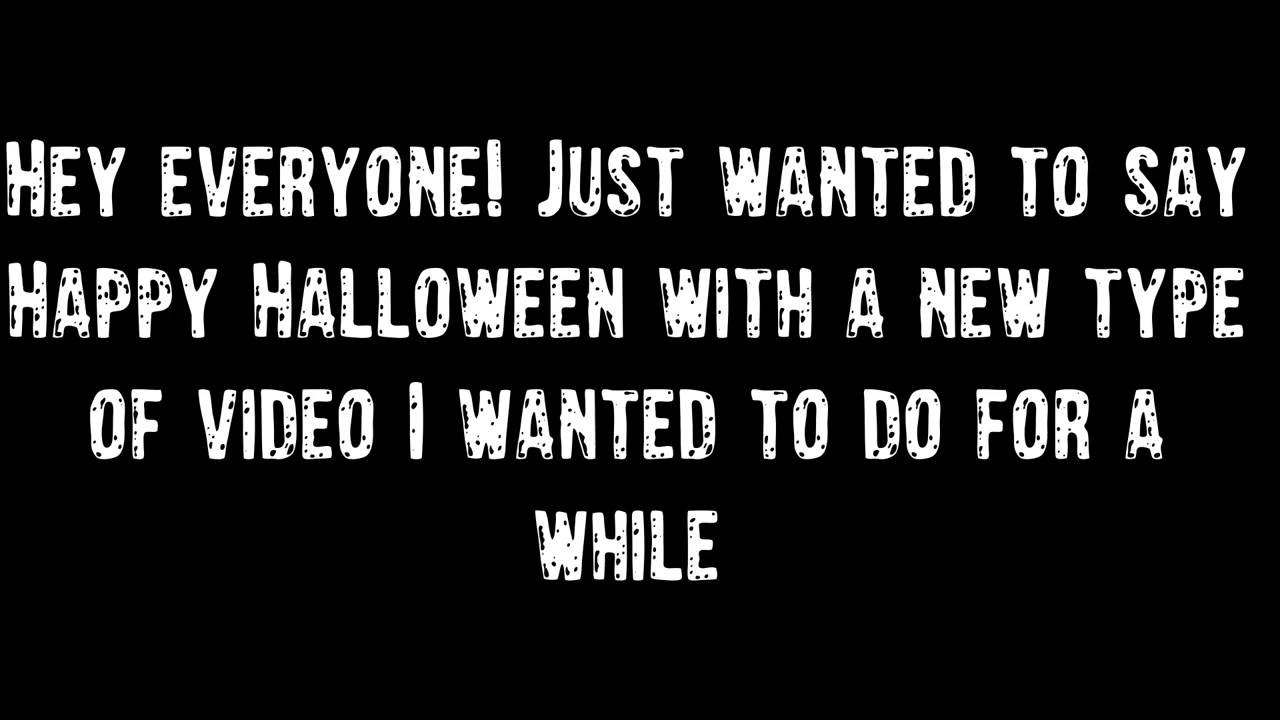 Hey everyone! Just wanted to say
Happy Halloween with a new type
of video I wanted to do for a
while